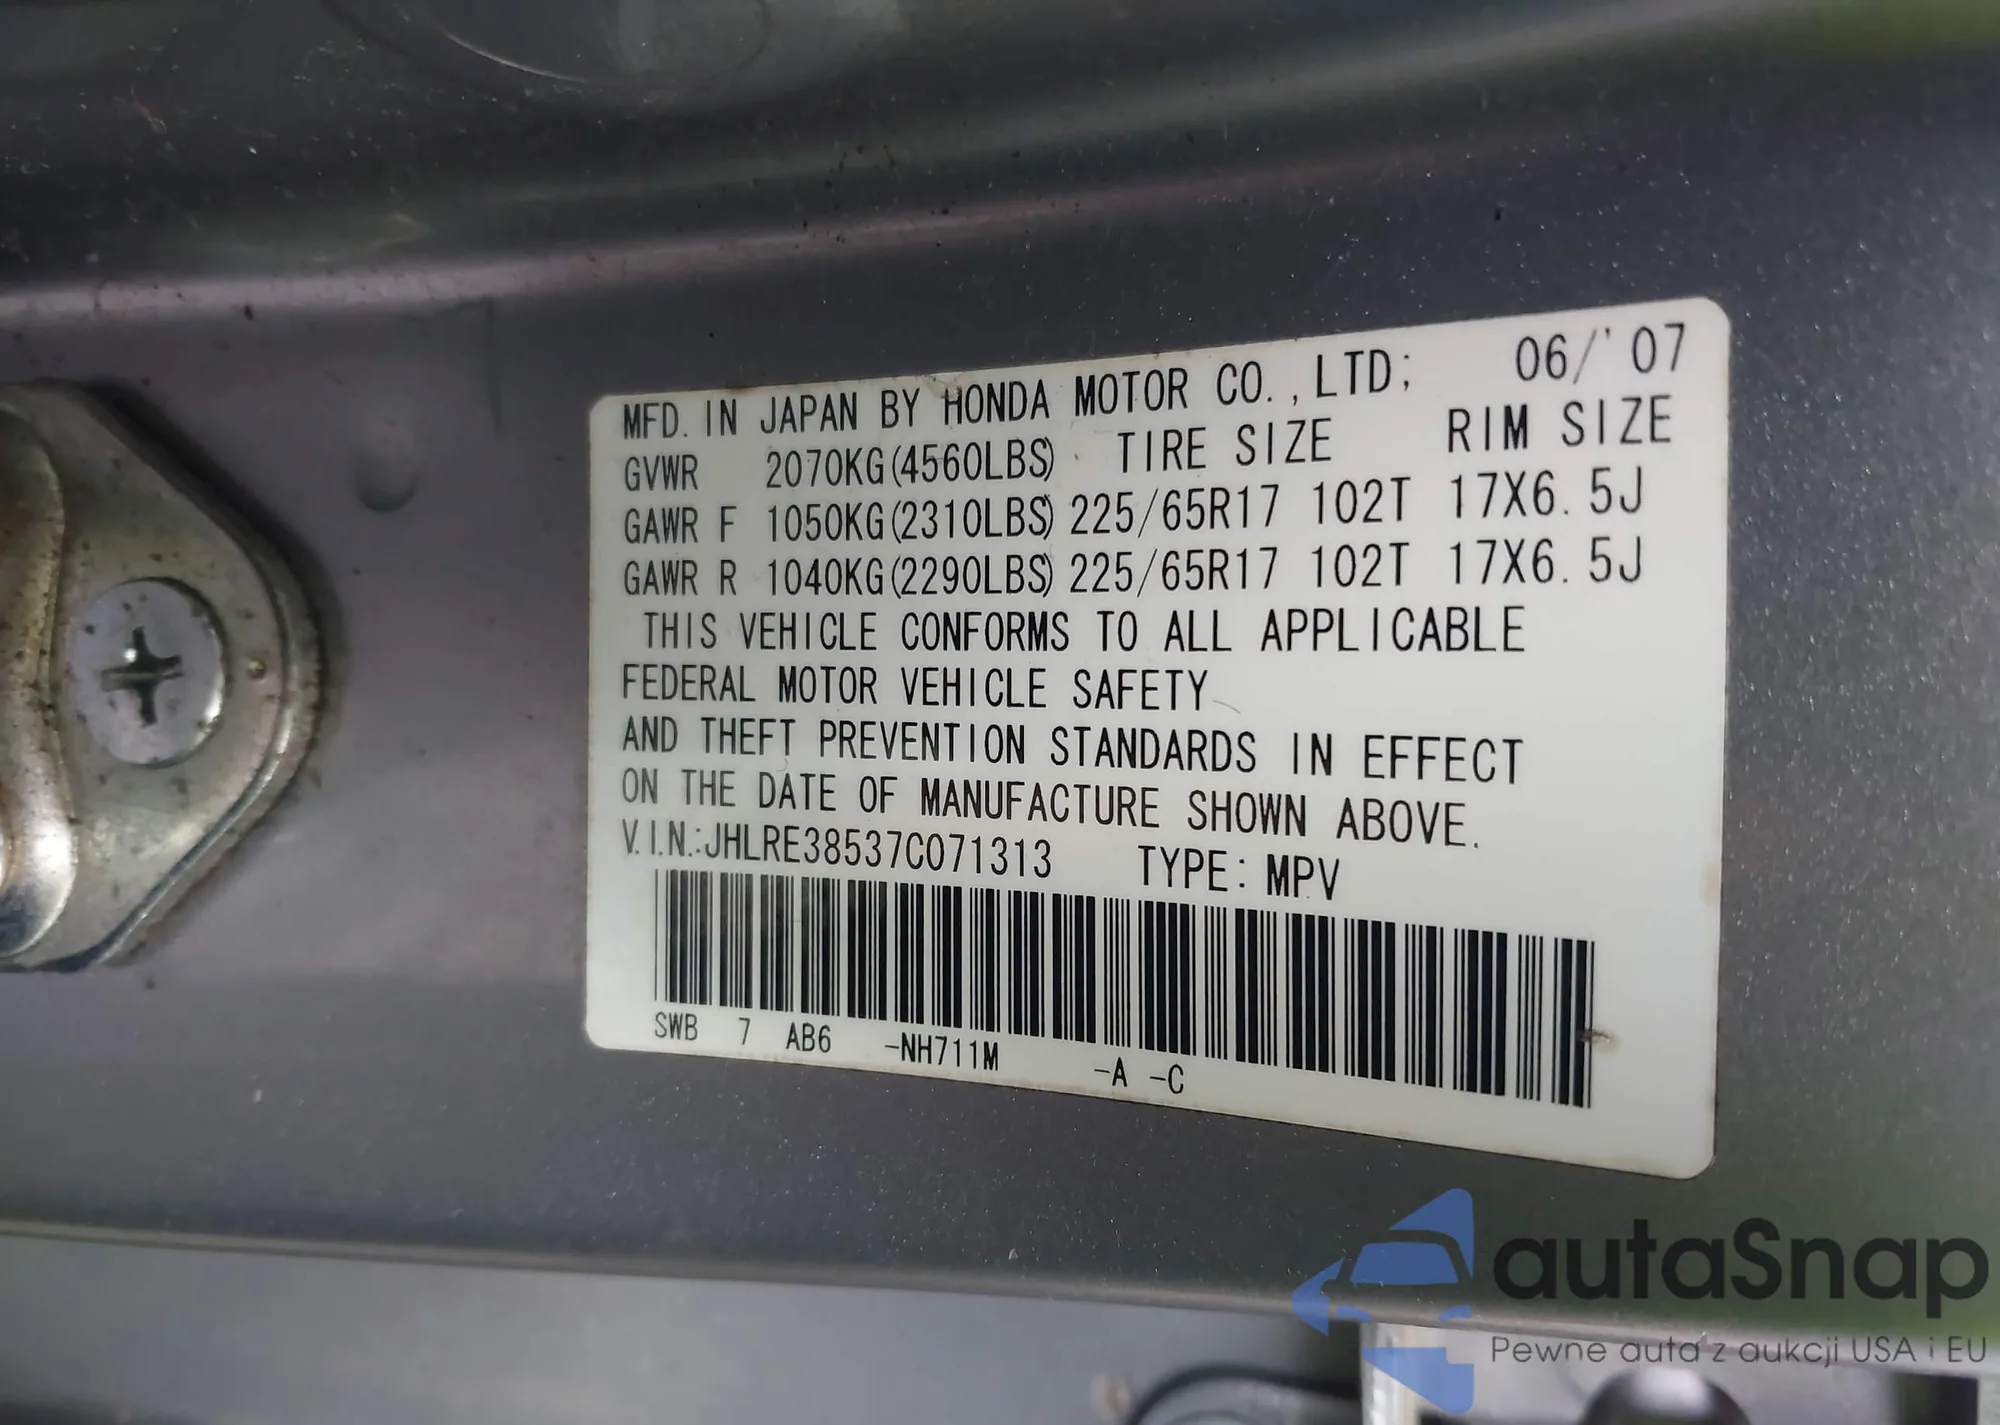 MFD. IN JAPAN BY HONDA MOTOR CO., LTD; 06/'07
GVWR 2070KG(4560LBS) TIRE SIZE RIM SIZE
GAWR F 1050KG(2310LBS) 225/65R17 102T 17X6.5J
GAWR R 1040KG(2290LBS) 225/65R17 102T 17X6.5J
THIS VEHICLE CONFORMS TO ALL APPLICABLE
FEDERAL MOTOR VEHICLE SAFETY
AND THEFT PREVENTION STANDARDS IN EFFECT
ON THE DATE OF MANUFACTURE SHOWN ABOVE.
V.I.N.:JHLRE38537C071313 TYPE: MPV
SWB 7 AB6 -NH711M -A -C
autaSnap
Pewne auta z aukcji USA i EU